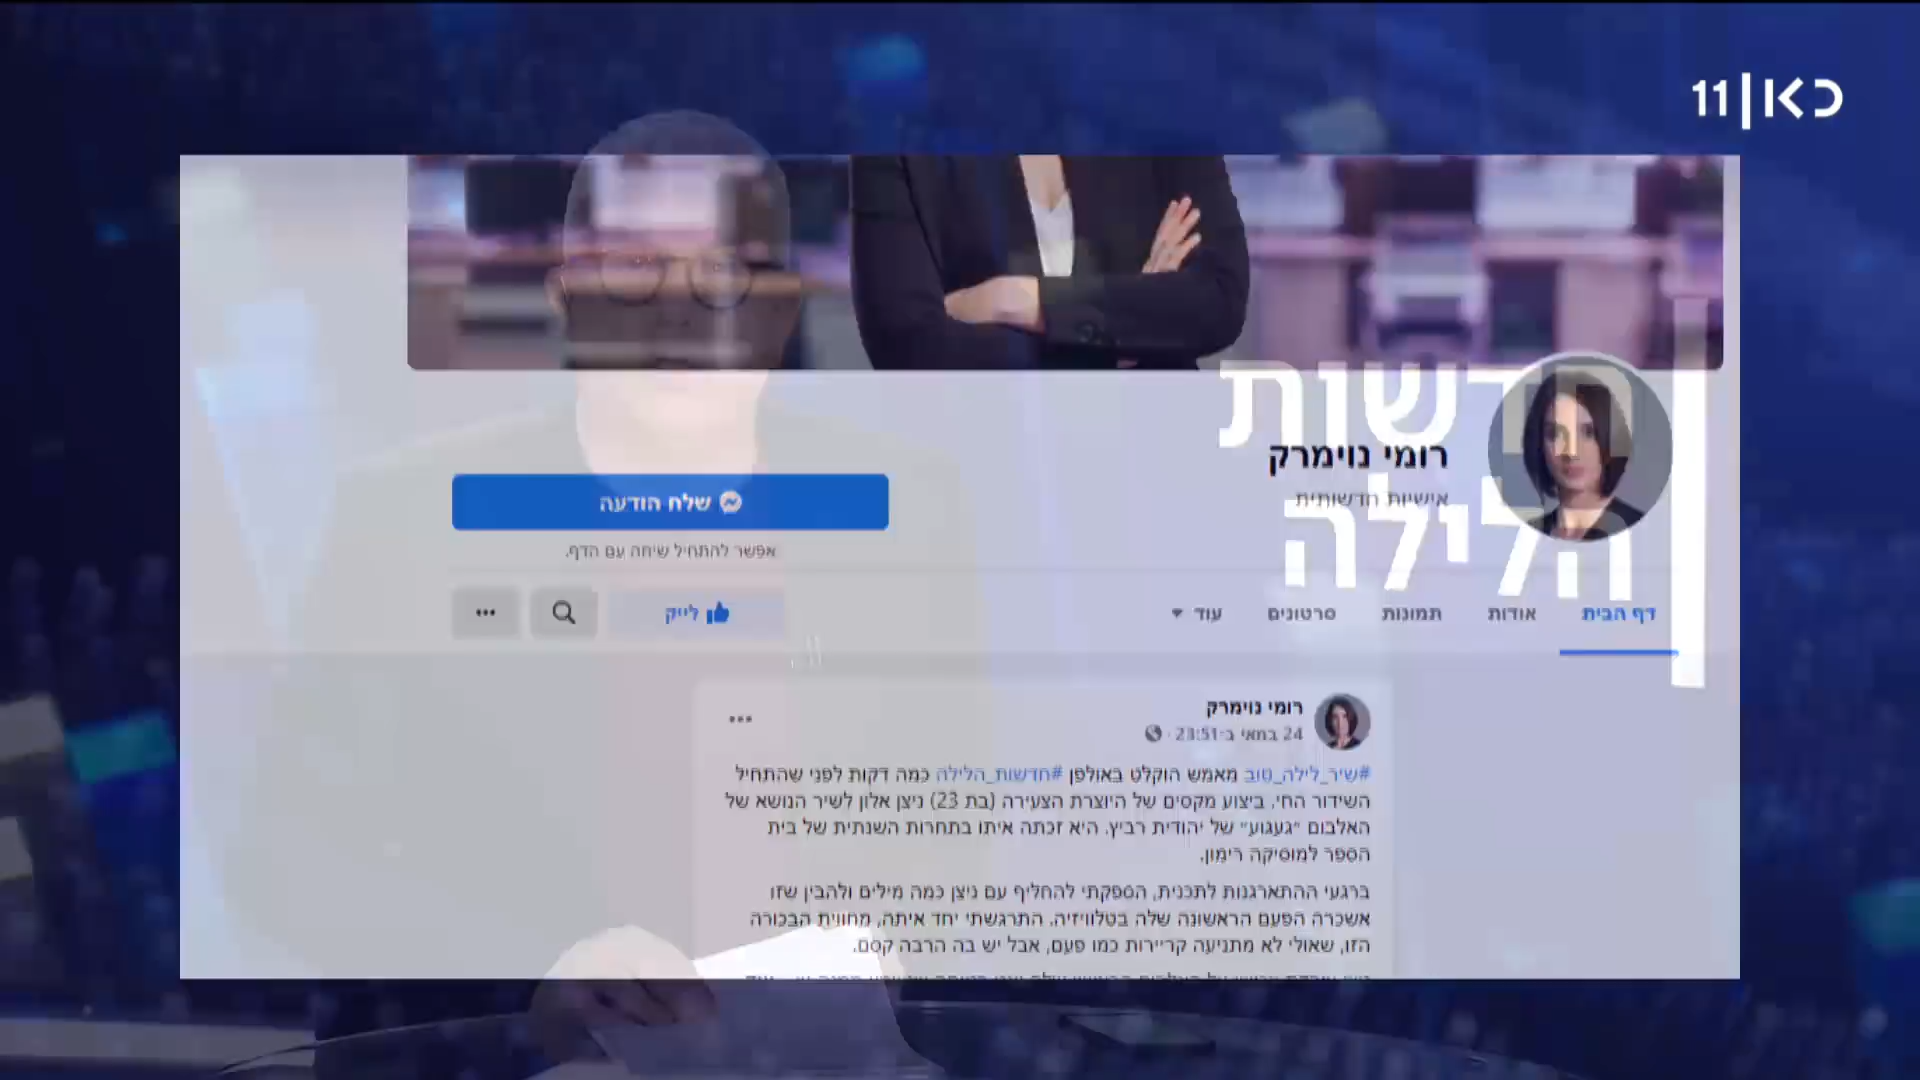 כאן 11
חדשות
הלילה
רומי נוימרק
אישיות חדשותית
שלח הודעה
אפשר להתחיל שיחה עם הדף.
דף הבית
אודות
תמונות
סרטונים
עוד
לייק
רומי נוימרק
24 במאי ב-23:51
#שיר_לילה_טוב מאמש הוקלט באולפן #חדשות_הלילה כמה דקות לפני שהתחיל
השידור החי. ביצוע מקסים של היוצרת הצעירה (בת 23) ניצן אלון לשיר הנושא של
האלבום "געגוע" של יהודית רביץ. היא זכתה איתו בתחרות השנתית של בית
הספר למוסיקה רימון.
ברגעי ההתארגנות לתכנית, הספקתי להחליף עם ניצן כמה מילים ולהבין שזו
אשכרה הפעם הראשונה שלה בטלוויזיה. התרגשתי יחד איתה, מחווית הבכורה
הזו, שאולי לא מתניעה קריירות כמו פעם, אבל יש בה הרבה קסם.